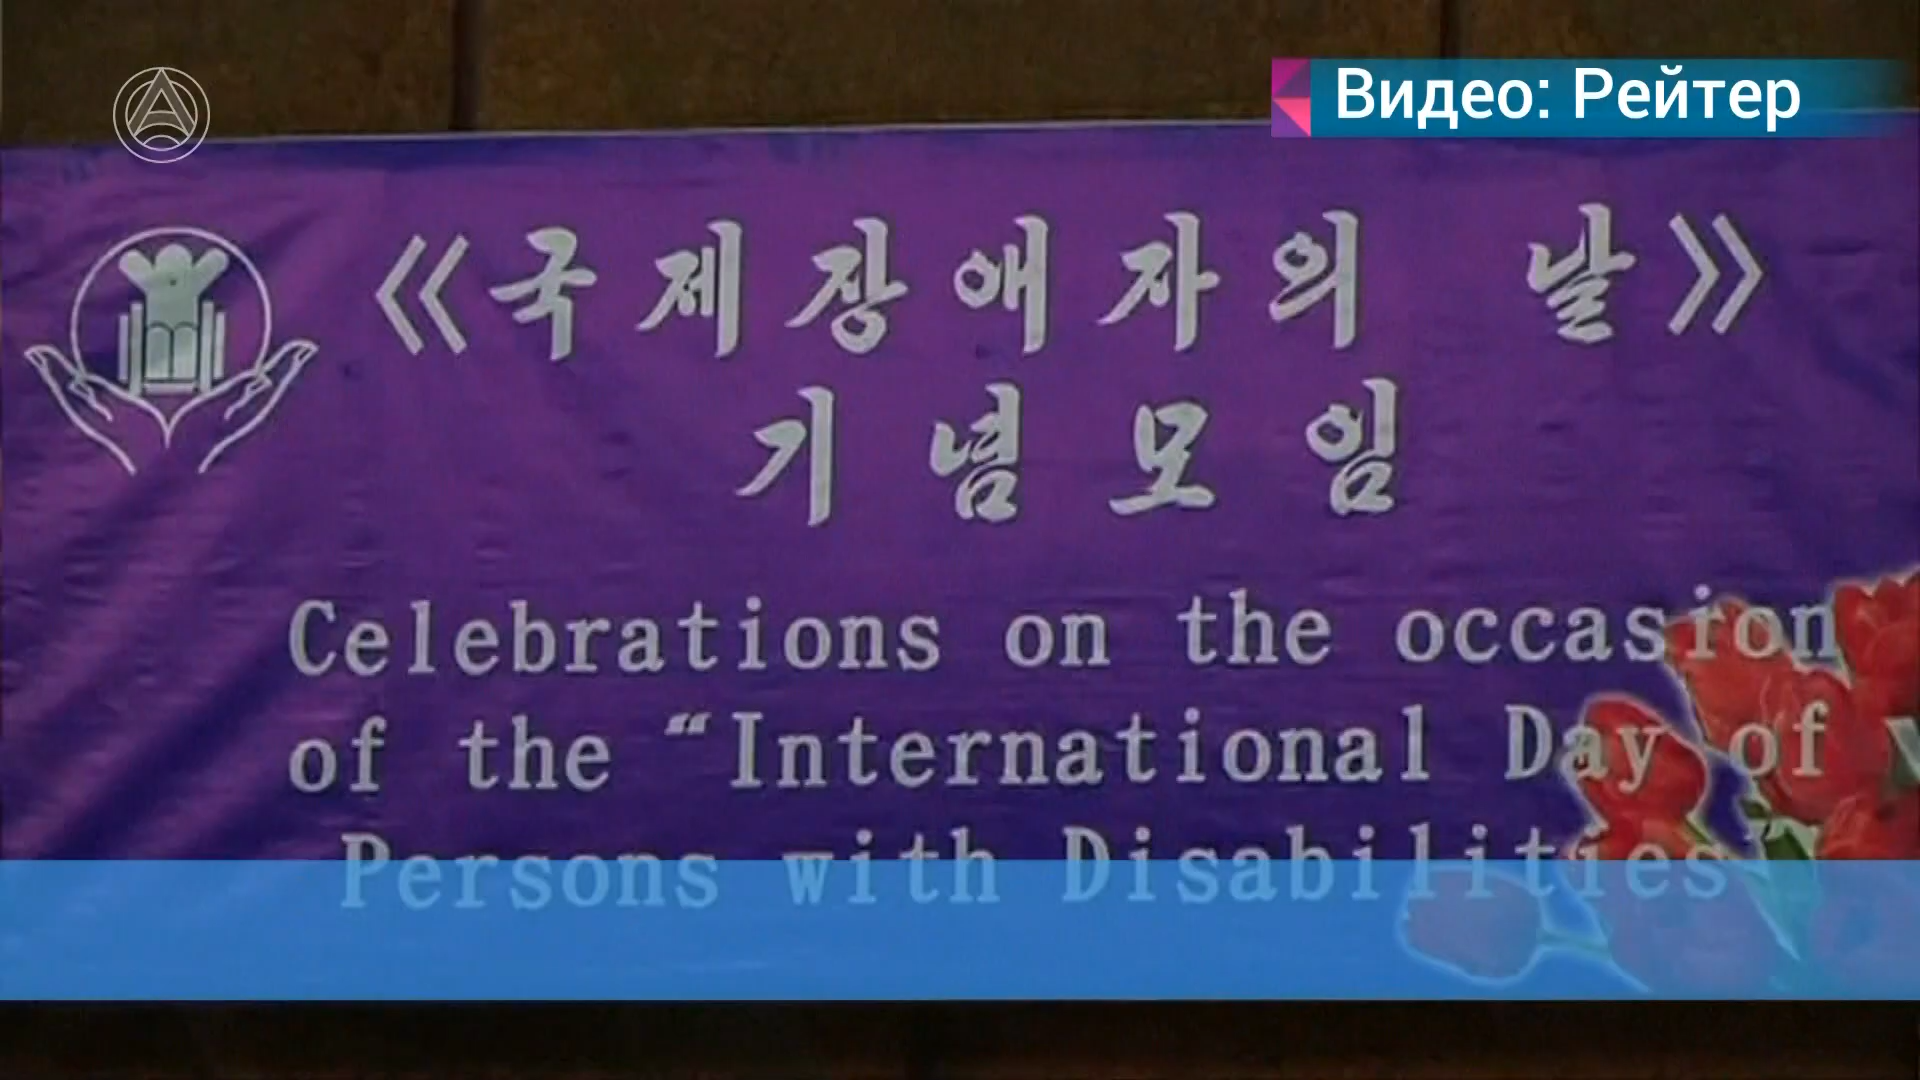 Видео: Рейтер
《국제장애자의 날》
기념모임
Celebrations on the occasion
of the “International Day of
Persons with Disabilities